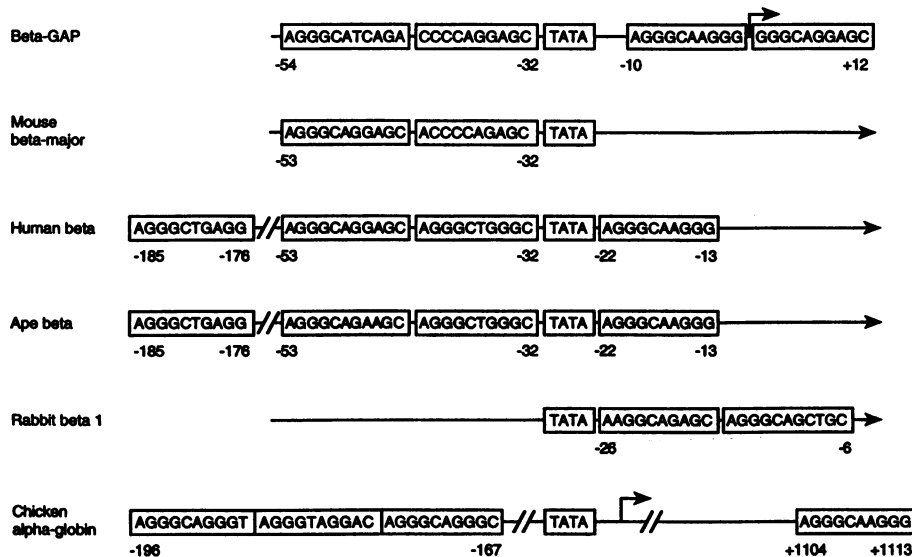 Beta-GAP AGGGCATCAGA CCCCAGGAGC TATA AGGGCAAGGG GGGCAGGAGC
-54 -32 -10 +12
Mouse
beta-major AGGGCAGGAGC ACCCCAGAGC TATA
-53 -32
Human beta AGGGCTGAGG AGGGCAGGAGC AGGGCTGGGC TATA AGGGCAAGGG
-185 -176 -53 -32 -22 -13
Ape beta AGGGCTGAGG AGGGCAGAAGC AGGGCTGGGC TATA AGGGCAAGGG
-185 -176 -53 -32 -22 -13
Rabbit beta 1 TATA AAGGCAGAGC AGGGCAGCTGC
-26 -6
Chicken
alpha-globin AGGGCAGGGT AGGGTAGGAC AGGGCAGGGC TATA AGGGCAAGGG
-196 -167 +1104 +1113